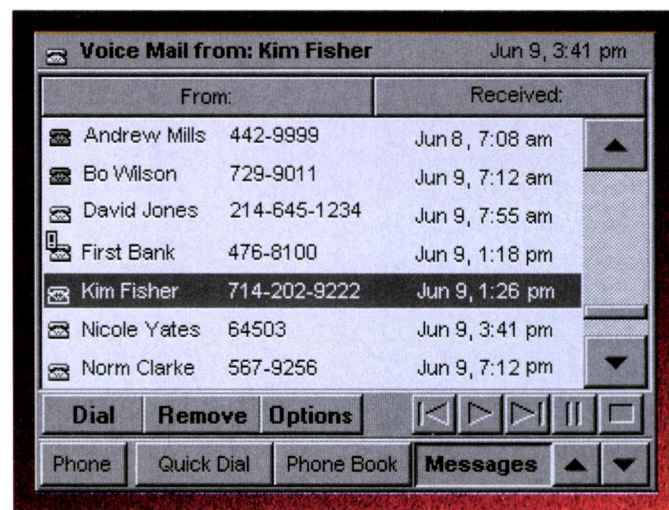 Voice Mail from: Kim Fisher Jun 9, 3:41 pm
From: Received:
Andrew Mills 442-9999 Jun 8, 7:08 am
Bo Wilson 729-9011 Jun 9, 7:12 am
David Jones 214-645-1234 Jun 9, 7:55 am
First Bank 476-8100 Jun 9, 1:18 pm
Kim Fisher 714-202-9222 Jun 9, 1:26 pm
Nicole Yates 64503 Jun 9, 3:41 pm
Norm Clarke 567-9256 Jun 9, 7:12 pm
Dial Remove Options
Phone Quick Dial Phone Book Messages